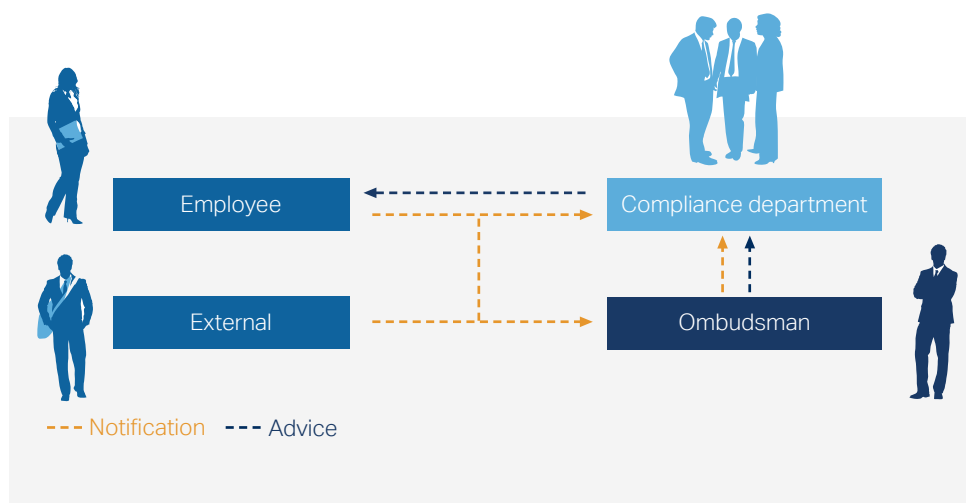 Employee
Compliance department
External
Ombudsman
Notification
Advice